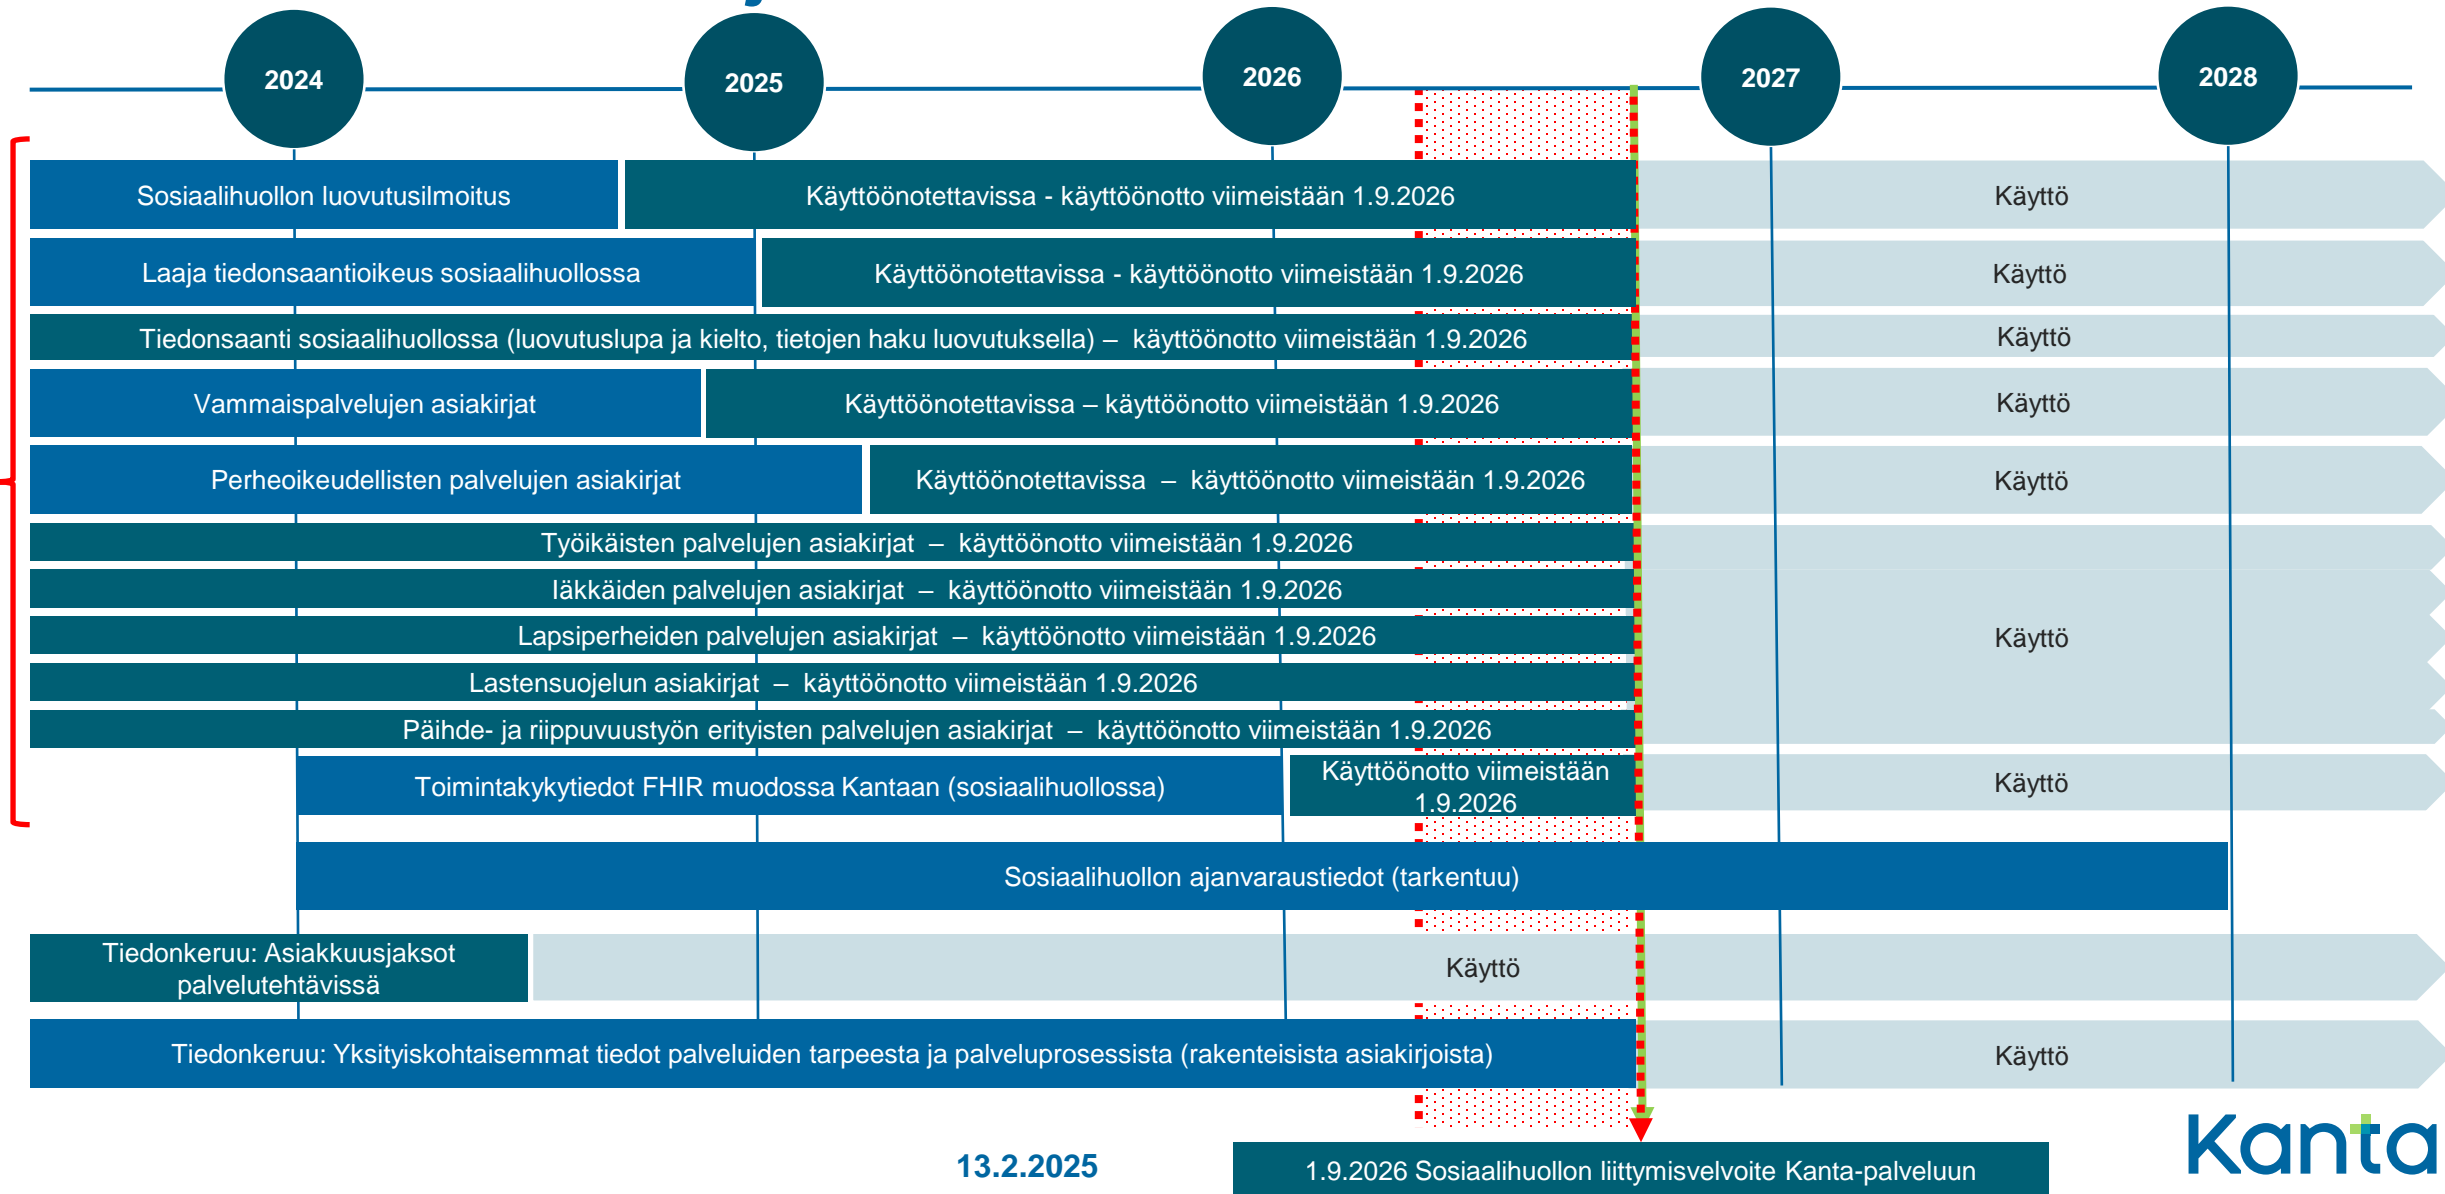 2024
2025
2026
2027
2028
Sosiaalihuollon luovutusilmoitus
Käyttöönotettavissa - käyttöönotto viimeistään 1.9.2026
Käyttö
Laaja tiedonsaantioikeus sosiaalihuollossa
Käyttöönotettavissa - käyttöönotto viimeistään 1.9.2026
Käyttö
Tiedonsaanti sosiaalihuollossa (luovutuslupa ja kielto, tietojen haku luovutuksella) – käyttöönotto viimeistään 1.9.2026
Käyttö
Vammaispalvelujen asiakirjat
Käyttöönotettavissa – käyttöönotto viimeistään 1.9.2026
Käyttö
Perheoikeudellisten palvelujen asiakirjat
Käyttöönotettavissa – käyttöönotto viimeistään 1.9.2026
Käyttö
Työikäisten palvelujen asiakirjat – käyttöönotto viimeistään 1.9.2026
Iäkkäiden palvelujen asiakirjat – käyttöönotto viimeistään 1.9.2026
Lapsiperheiden palvelujen asiakirjat – käyttöönotto viimeistään 1.9.2026
Käyttö
Lastensuojelun asiakirjat – käyttöönotto viimeistään 1.9.2026
Päihde- ja riippuvuustyön erityisten palvelujen asiakirjat – käyttöönotto viimeistään 1.9.2026
Toimintakykytiedot FHIR muodossa Kantaan (sosiaalihuollossa)
Käyttöönotto viimeistään
1.9.2026
Käyttö
Sosiaalihuollon ajanvaraustiedot (tarkentuu)
Tiedonkeruu: Asiakkuusjaksot
palvelutehtävissä
Käyttö
Tiedonkeruu: Yksityiskohtaisemmat tiedot palveluiden tarpeesta ja palveluprosessista (rakenteisista asiakirjoista)
Käyttö
13.2.2025
1.9.2026 Sosiaalihuollon liittymisvelvoite Kanta-palveluun
Kanta